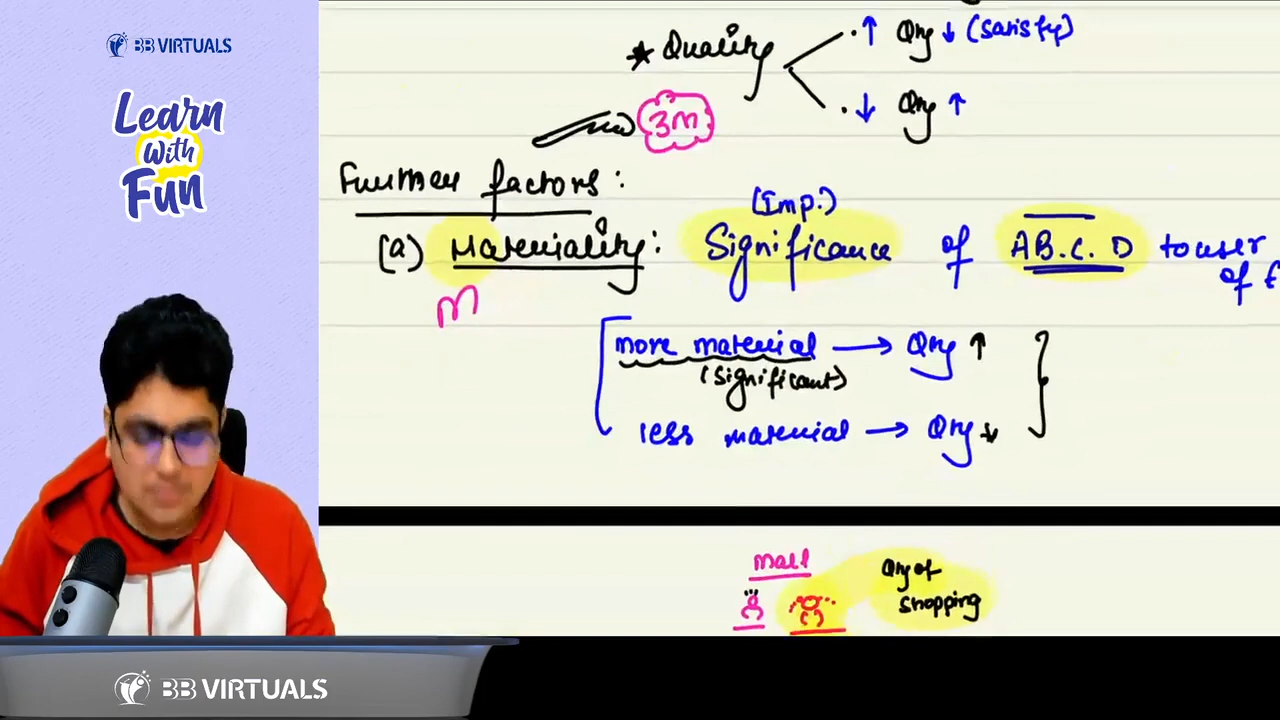 BB VIRTUALS
Learn
With
Fun
★ Quality
. ↑ Qty ↓ (satisfy)
. ↓ Qty ↑
3m
Further factors:
(Imp.)
(a) Materiality: Significance of A.B.C.D to user
of
m
more material → Qty ↑
(significant)
less material → Qty ↓
Mall
Qty of
shopping
BB VIRTUALS